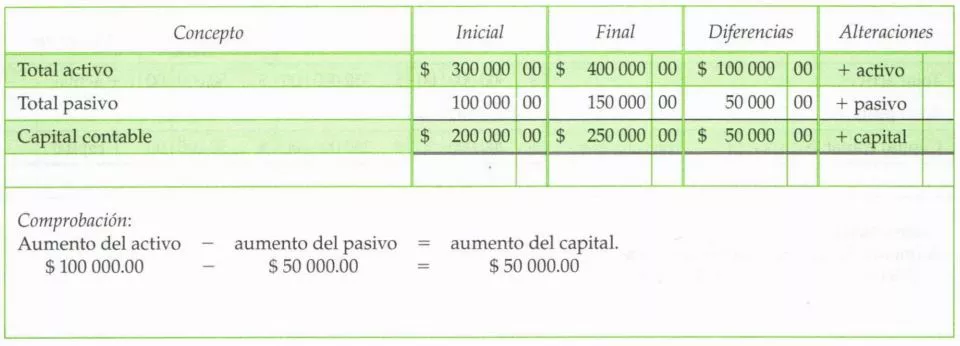 Concepto Inicial Final Diferencias Alteraciones
Total activo $ 300 000 00 $ 400 000 00 $ 100 000 00 + activo
Total pasivo 100 000 00 150 000 00 50 000 00 + pasivo
Capital contable $ 200 000 00 $ 250 000 00 $ 50 000 00 + capital
Comprobación:
Aumento del activo − aumento del pasivo = aumento del capital.
$ 100 000.00 − $ 50 000.00 = $ 50 000.00